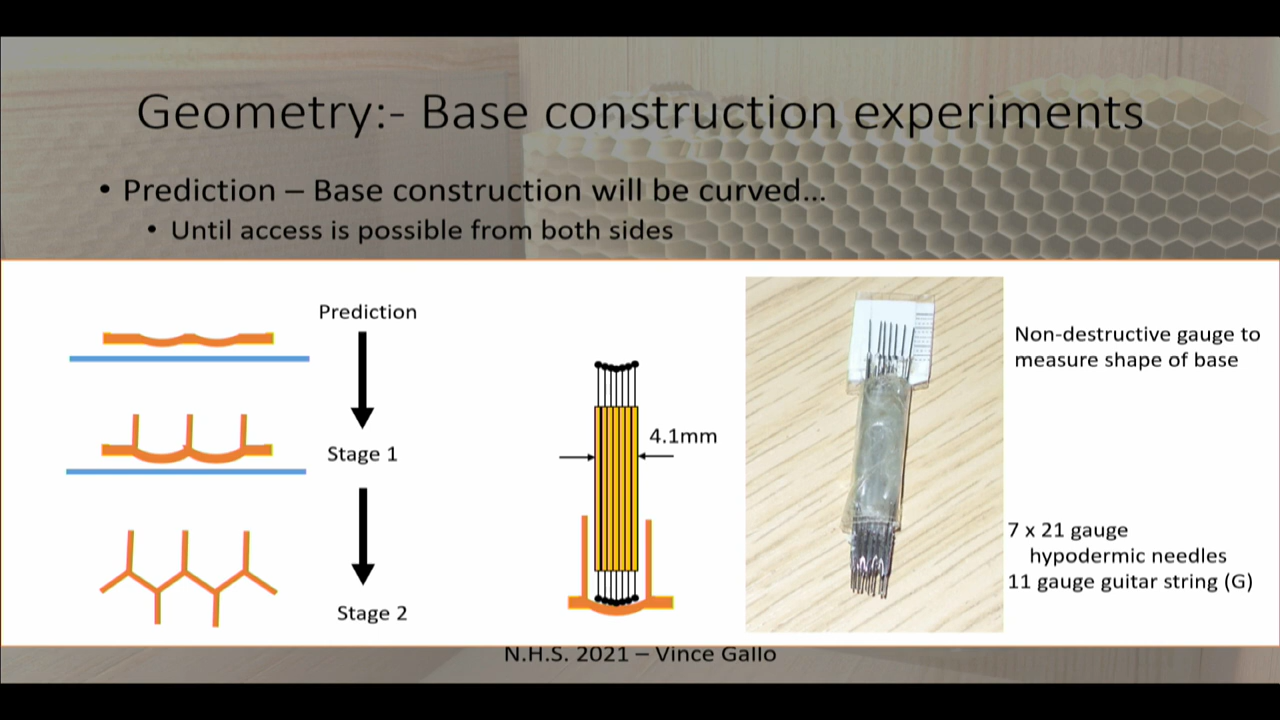 Geometry:- Base construction experiments
• Prediction – Base construction will be curved...
• Until access is possible from both sides
Prediction
Stage 1
Stage 2
4.1mm
Non-destructive gauge to
measure shape of base
7 x 21 gauge
hypodermic needles
11 gauge guitar string (G)
N.H.S. 2021 – Vince Gallo